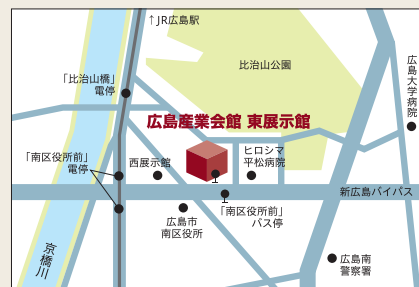 ↑JR広島駅
比治山公園
広島大学病院
「比治山橋」
電停
広島産業会館 東展示館
「南区役所前」
電停
西展示館
ヒロシマ
平松病院
新広島バイパス
広島市
南区役所
「南区役所前」
バス停
京橋川
広島南
警察署